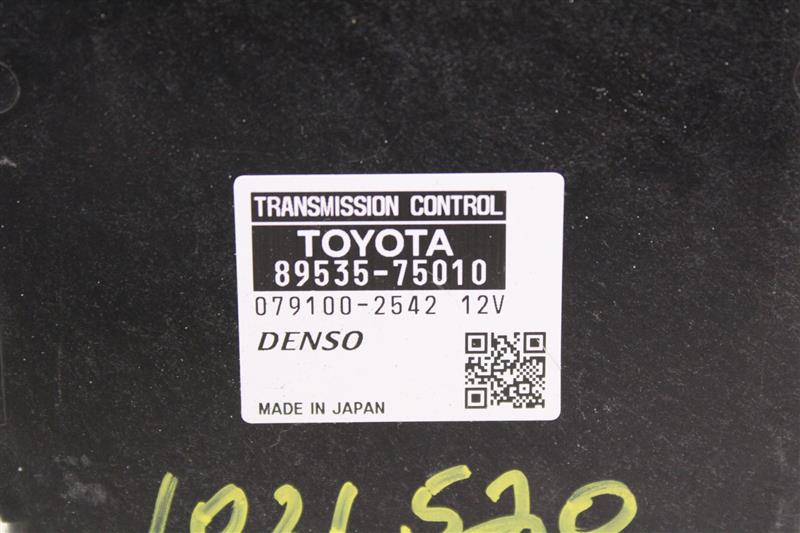 TRANSMISSION CONTROL
TOYOTA
89535-75010
079100-2542 12V
DENSO
MADE IN JAPAN